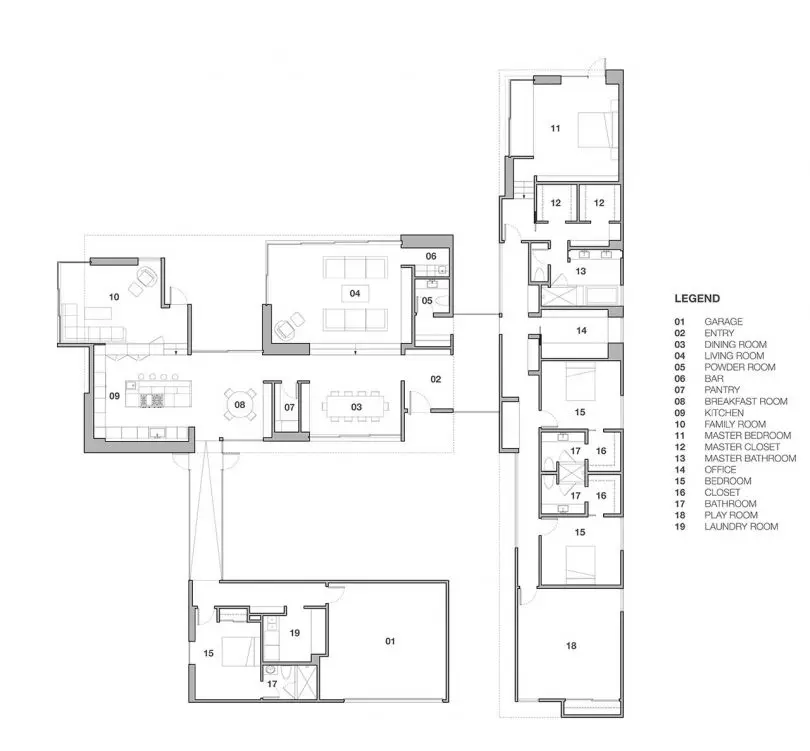 11
12 12
13
06
04
05
10
14
LEGEND
01 GARAGE
02 ENTRY
03 DINING ROOM
04 LIVING ROOM
05 POWDER ROOM
06 BAR
07 PANTRY
08 BREAKFAST ROOM
09 KITCHEN
10 FAMILY ROOM
11 MASTER BEDROOM
12 MASTER CLOSET
13 MASTER BATHROOM
14 OFFICE
15 BEDROOM
16 CLOSET
17 BATHROOM
18 PLAY ROOM
19 LAUNDRY ROOM
02
09
08
07
03
15
17 16
17 16
15
19
01
15
17
18